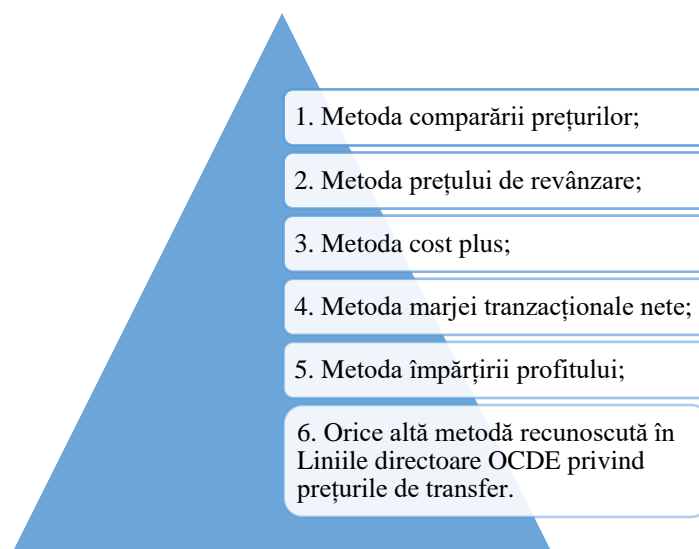 1. Metoda comparării prețurilor;
2. Metoda prețului de revânzare;
3. Metoda cost plus;
4. Metoda marjei tranzacționale nete;
5. Metoda împărțirii profitului;
6. Orice altă metodă recunoscută în
Liniile directoare OCDE privind
prețurile de transfer.